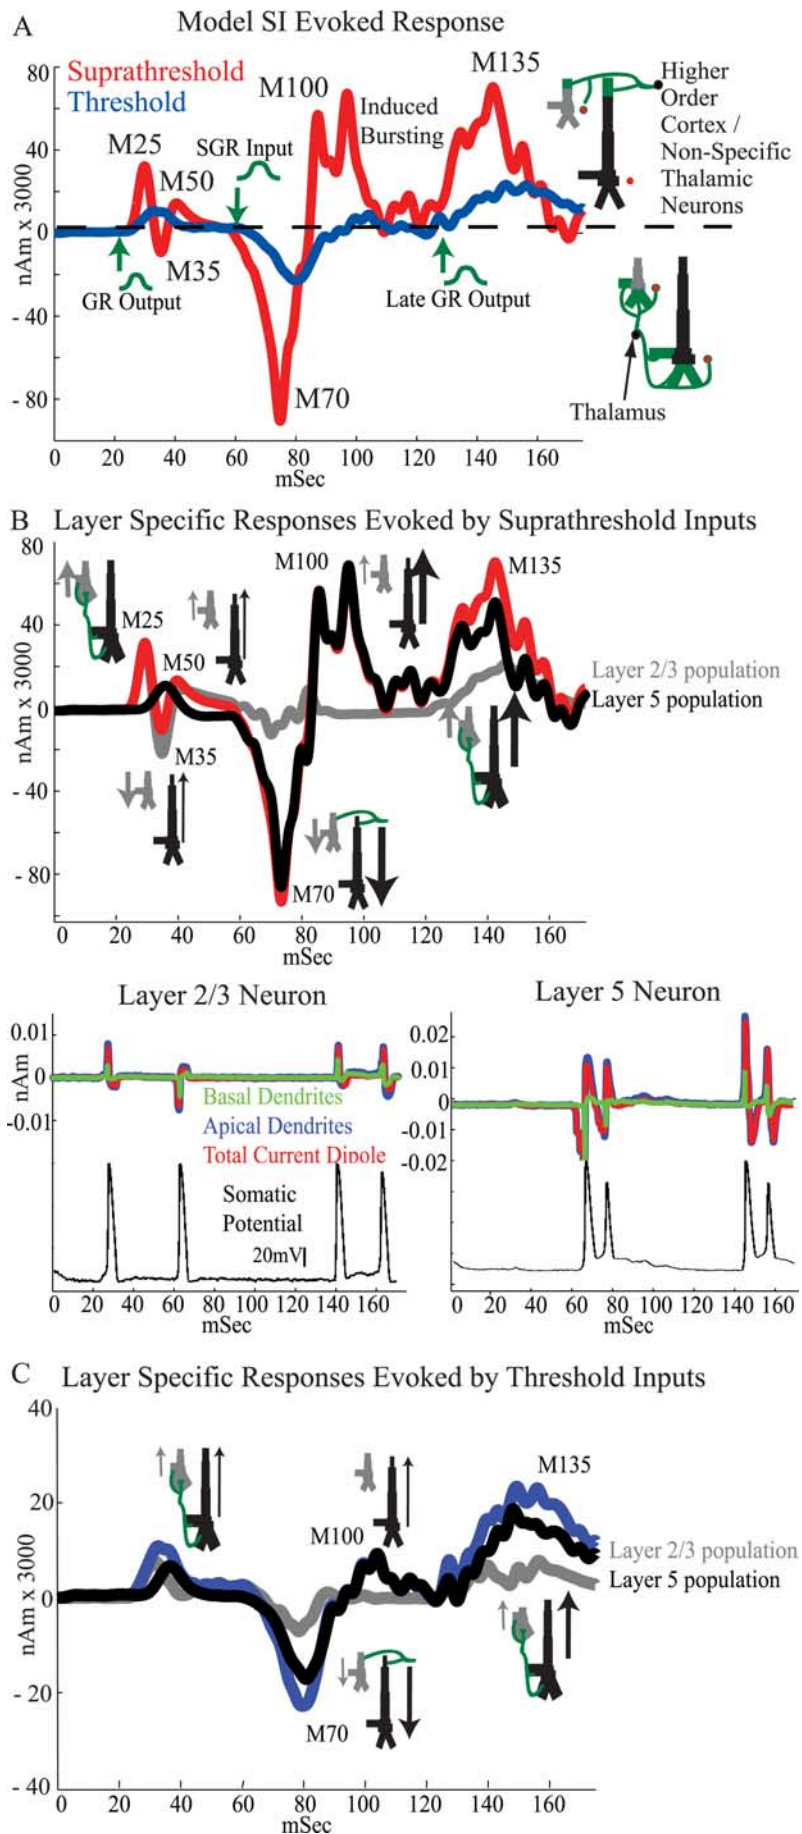 A
Model SI Evoked Response
80
40
0
- 40
- 80
nAm x 3000
Suprathreshold
Threshold
M25
M50
M35
GR Output
SGR Input
M100
Induced
Bursting
M70
Late GR Output
M135
Higher
Order
Cortex /
Non-Specific
Thalamic
Neurons
Thalamus
0 20 40 60 80 100 120 140 160
mSec
B Layer Specific Responses Evoked by Suprathreshold Inputs
80
40
0
- 40
- 80
nAm x 3000
M25
M50
M35
M100
M70
M135
Layer 2/3 population
Layer 5 population
0 20 40 60 80 100 120 140 160
mSec
Layer 2/3 Neuron
0.01
0
-0.01
nAm
Basal Dendrites
Apical Dendrites
Total Current Dipole
Somatic
Potential
20mV
0 20 40 60 80 100 120 140 160
mSec
Layer 5 Neuron
0.02
0.01
0
-0.01
-0.02
0 20 40 60 80 100 120 140 160
mSec
C Layer Specific Responses Evoked by Threshold Inputs
40
20
0
- 20
- 40
nAm x 3000
M100
M70
M135
Layer 2/3 population
Layer 5 population
0 20 40 60 80 100 120 140 160
mSec